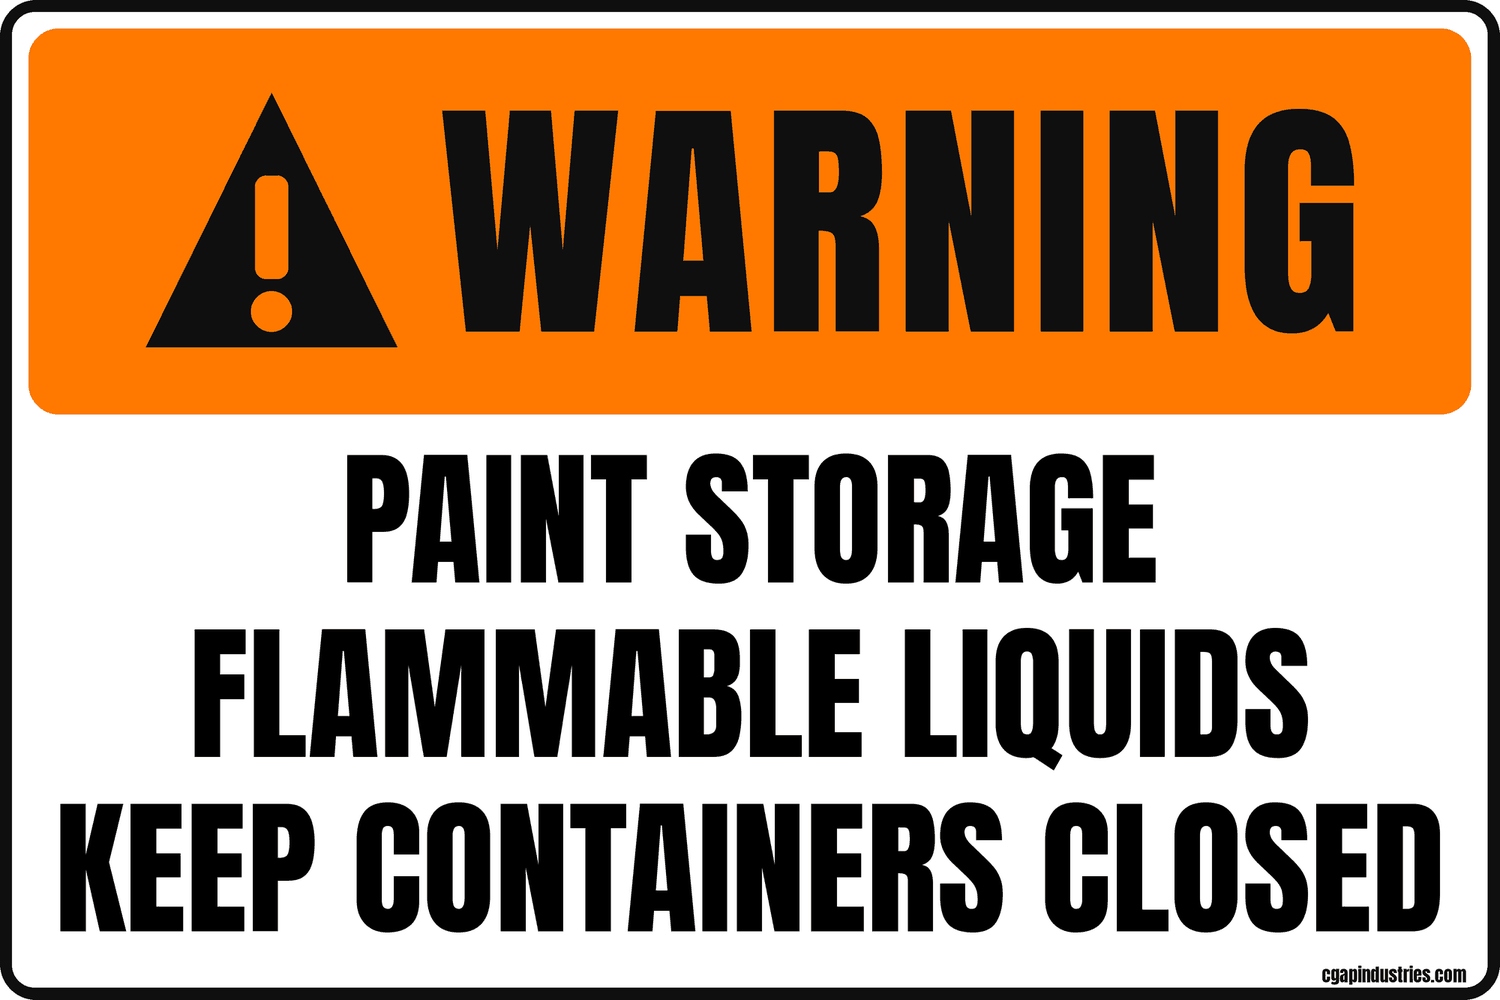 WARNING
PAINT STORAGE
FLAMMABLE LIQUIDS
KEEP CONTAINERS CLOSED
cgapindustries.com